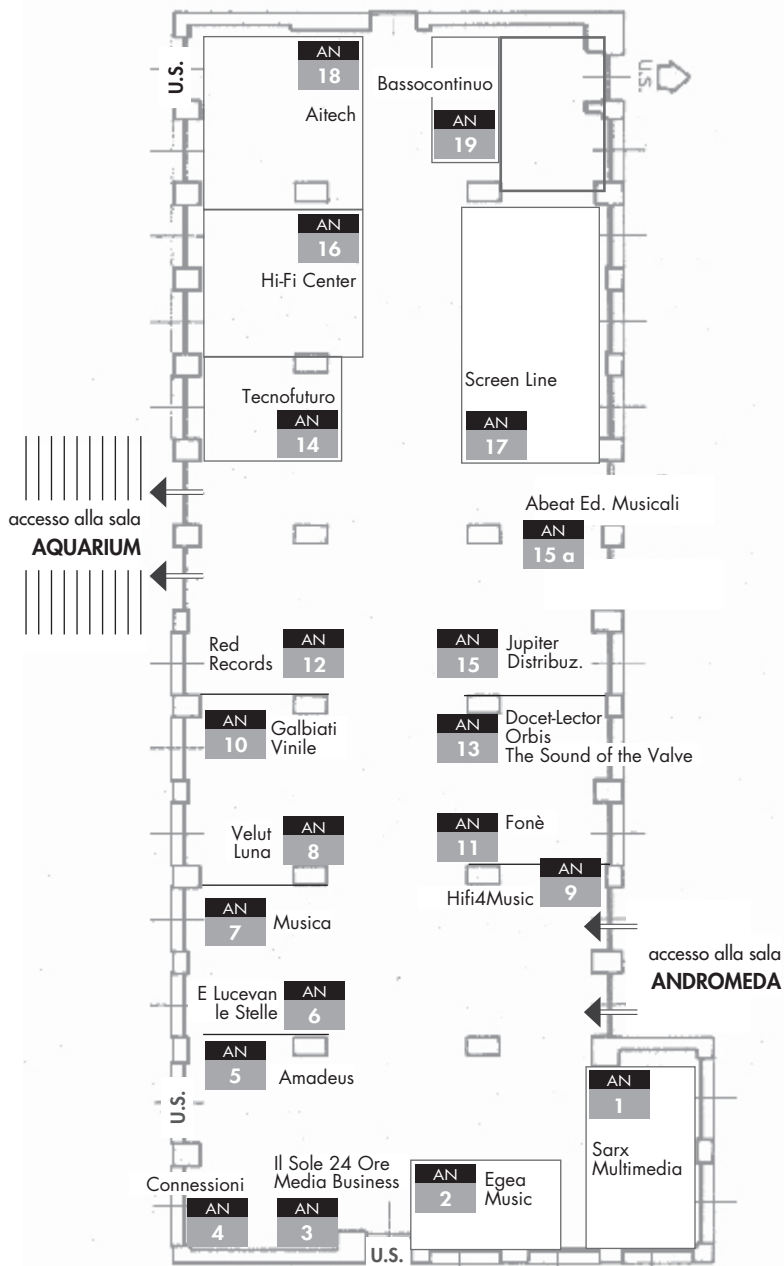 U.S.
AN
18
Aitech
Bassocontinuo
AN
19
U.S.
AN
16
Hi-Fi Center
Tecnofuturo
AN
14
Screen Line
AN
17
accesso alla sala
AQUARIUM
Abeat Ed. Musicali
AN
15 a
Red
Records
AN
12
AN
15
Jupiter
Distribuz.
AN
10
Galbiati
Vinile
AN
13
Docet-Lector
Orbis
The Sound of the Valve
Velut
Luna
AN
8
AN
11
Fonè
Hifi4Music
AN
9
AN
7
Musica
accesso alla sala
ANDROMEDA
E Lucevan
le Stelle
AN
6
AN
5
Amadeus
U.S.
AN
1
Sarx
Multimedia
Connessioni
AN
4
Il Sole 24 Ore
Media Business
AN
3
AN
2
Egea
Music
U.S.